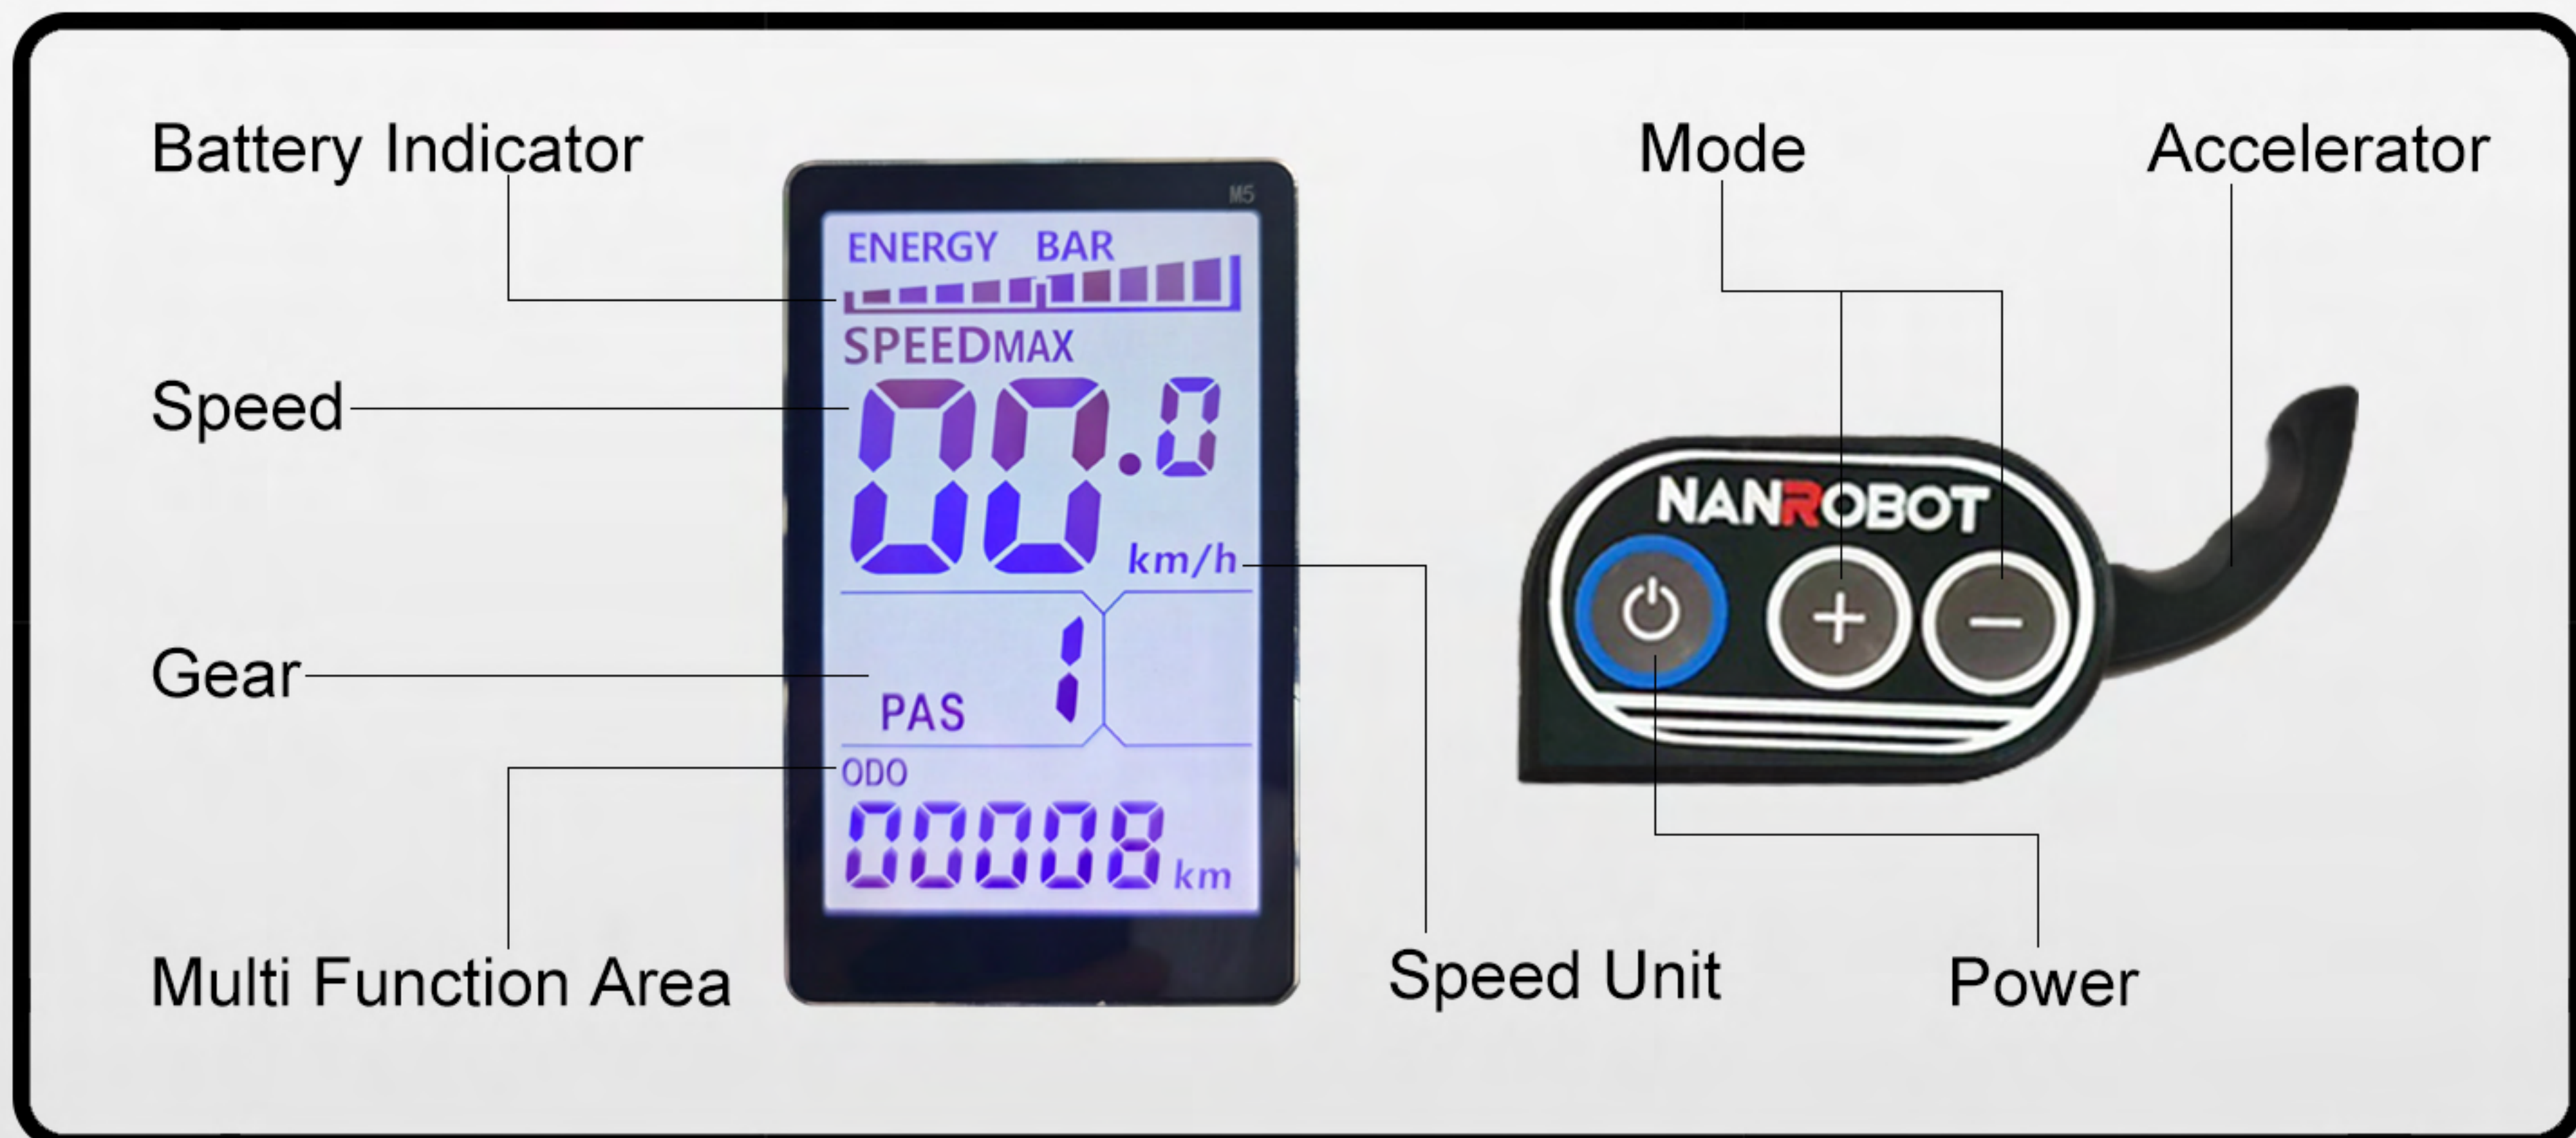 Battery Indicator
Mode
Accelerator
M5
ENERGY BAR
SPEEDMAX
Speed
00.0
km/h
NANROBOT
Gear
PAS 1
ODO
00008 km
Multi Function Area
Speed Unit
Power